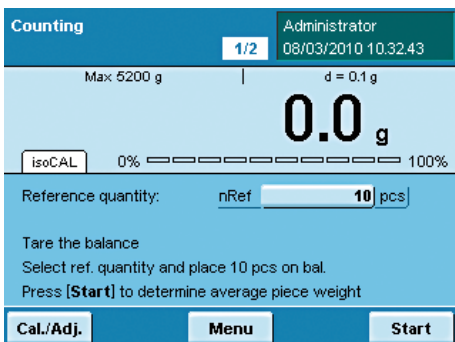 Counting
1/2
Administrator
08/03/2010 10.32.43
Max 5200 g
d = 0.1 g
0.0 g
isoCAL
0%
100%
Reference quantity: nRef 10 pcs
Tare the balance
Select ref. quantity and place 10 pcs on bal.
Press [Start] to determine average piece weight
Cal./Adj. Menu Start